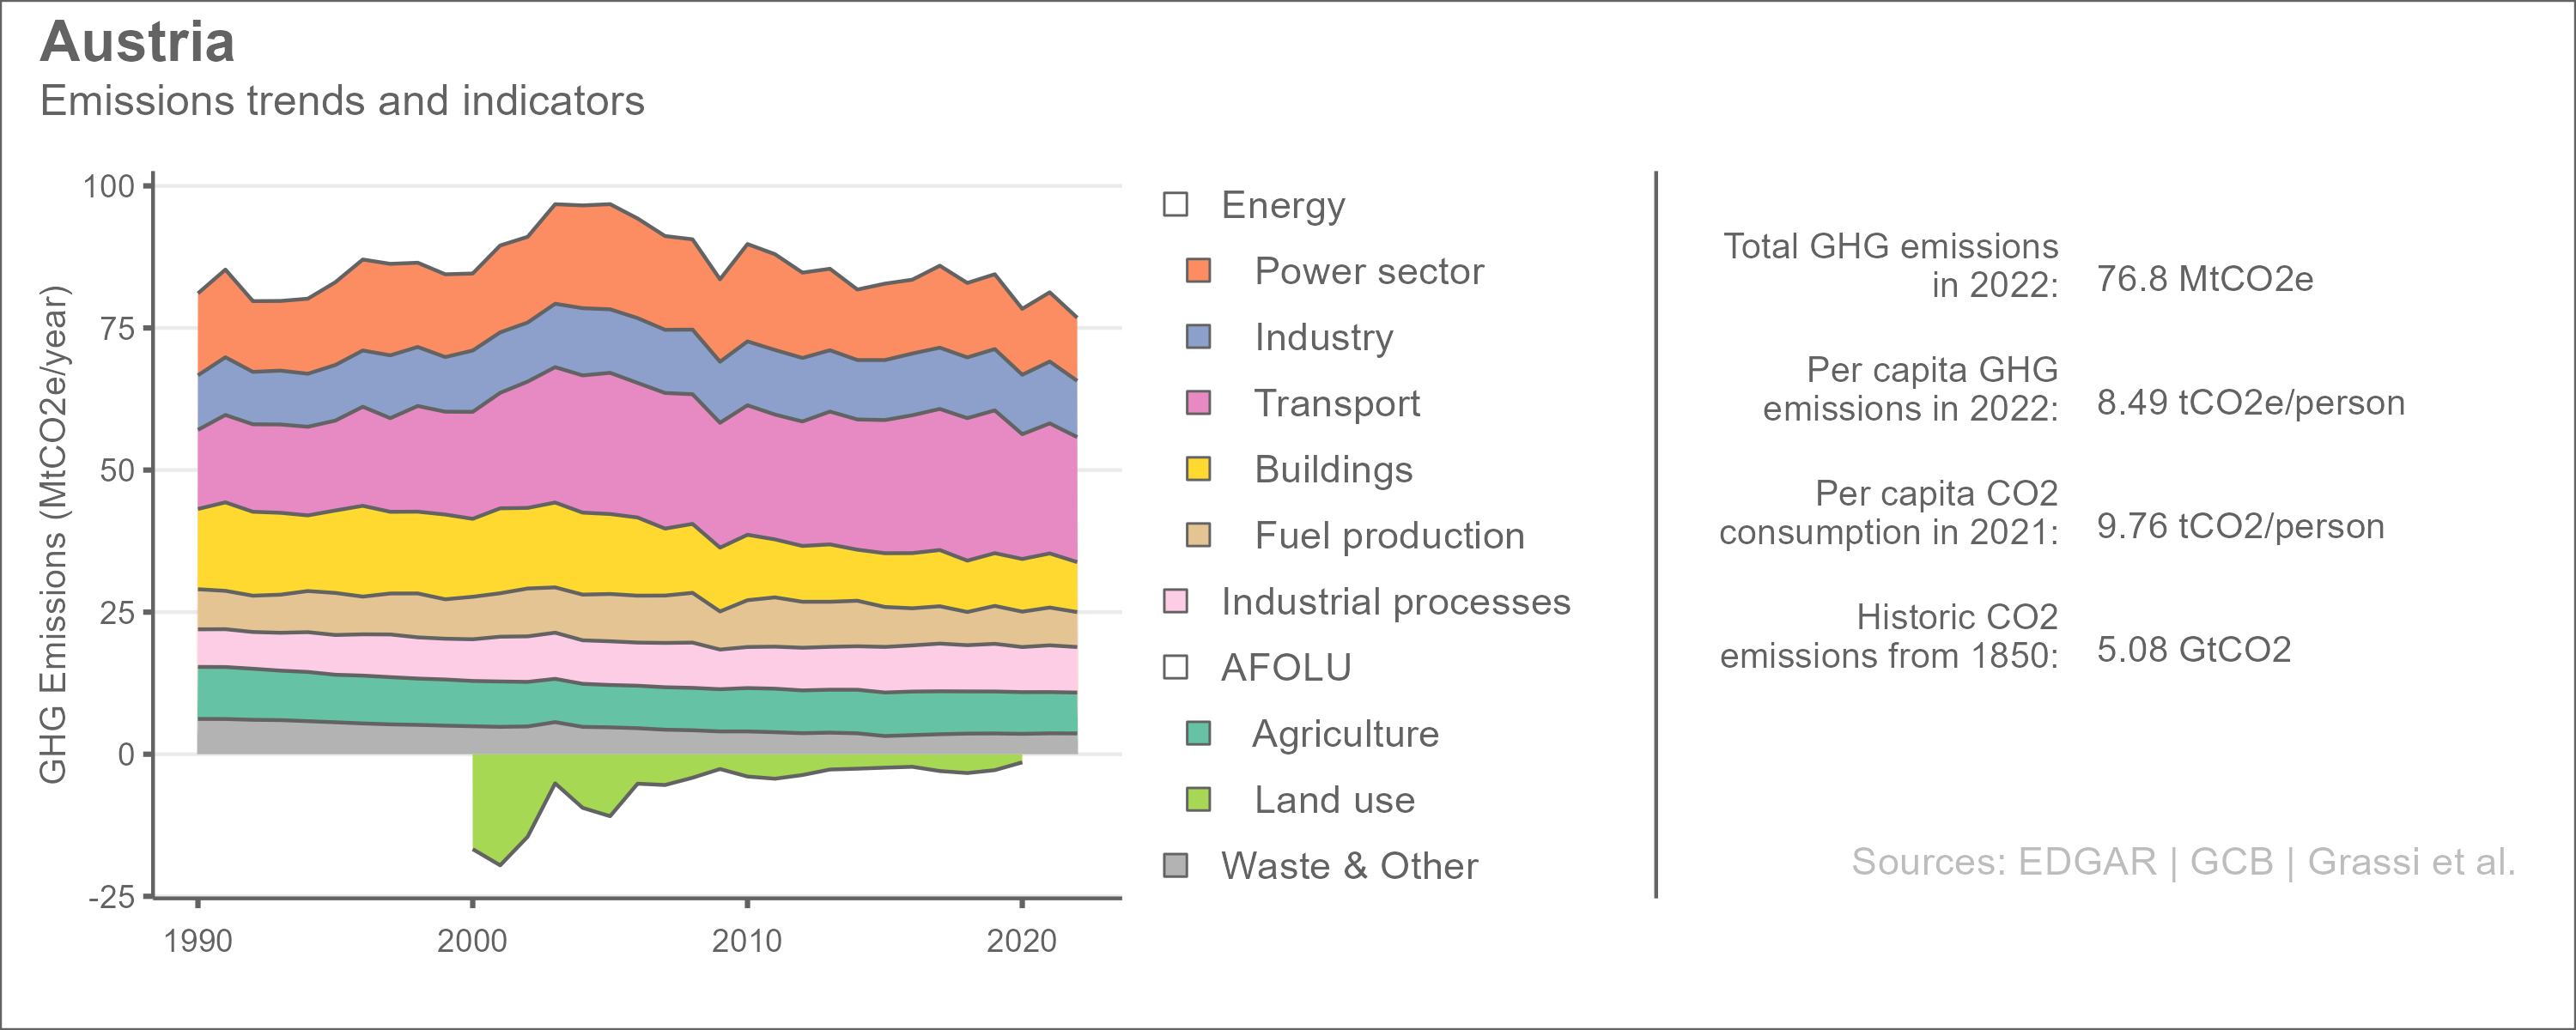 Austria
Emissions trends and indicators
GHG Emissions (MtCO2e/year)
100
75
50
25
0
-25
1990
2000
2010
2020
Energy
Power sector
Industry
Transport
Buildings
Fuel production
Industrial processes
AFOLU
Agriculture
Land use
Waste & Other
Total GHG emissions
in 2022:
76.8 MtCO2e
Per capita GHG
emissions in 2022:
8.49 tCO2e/person
Per capita CO2
consumption in 2021:
9.76 tCO2/person
Historic CO2
emissions from 1850:
5.08 GtCO2
Sources: EDGAR | GCB | Grassi et al.